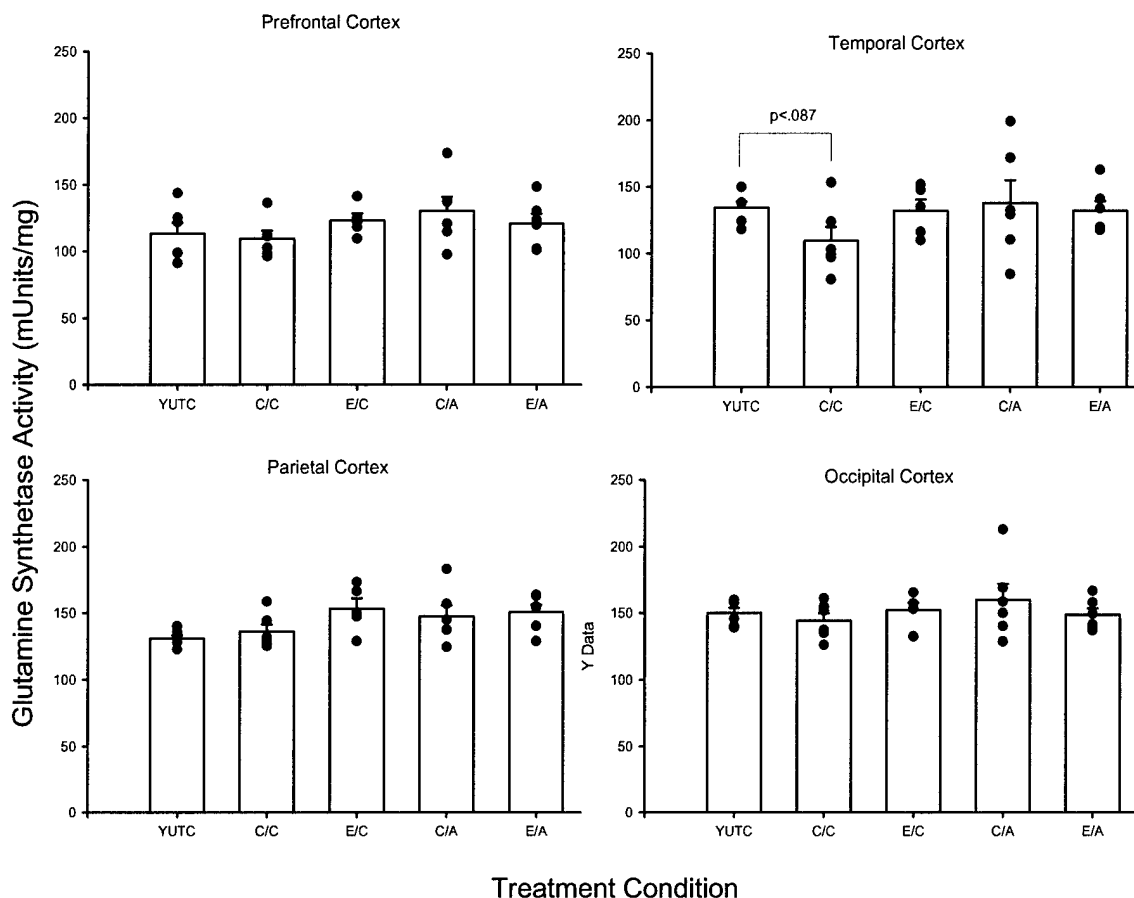 Prefrontal Cortex
250
200
150
100
50
0
YUTC C/C E/C C/A E/A
Temporal Cortex
250
200
150
100
50
0
p<.087
YUTC C/C E/C C/A E/A
Parietal Cortex
250
200
150
100
50
0
YUTC C/C E/C C/A E/A
Occipital Cortex
250
200
150
100
50
0
Y Data
YUTC C/C E/C C/A E/A
Glutamine Synthetase Activity (mUnits/mg)
Treatment Condition